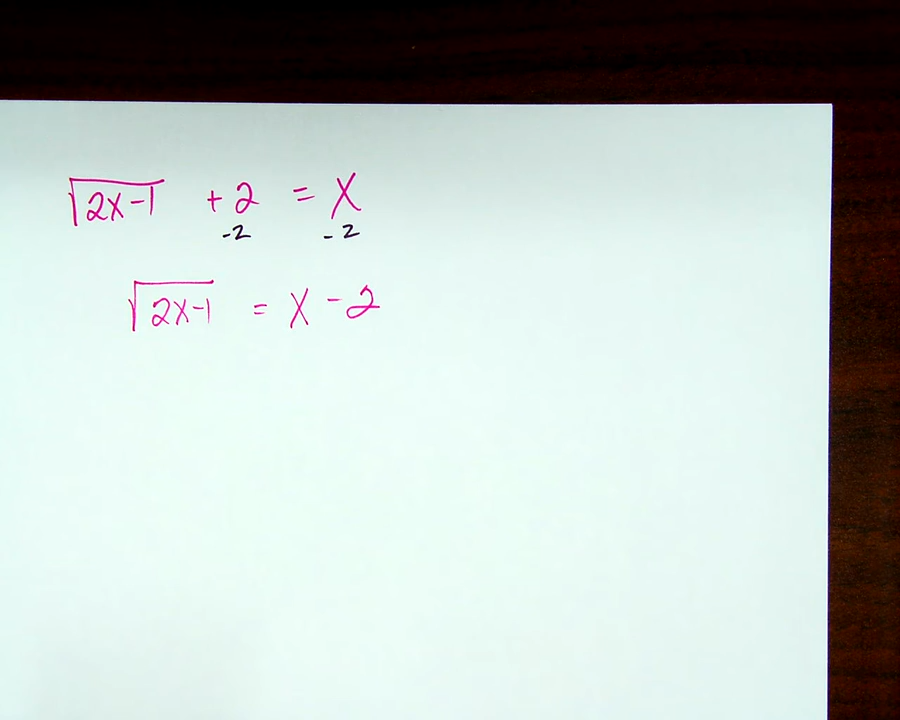 √2x-1 + 2 = x
-2 -2
√2x-1 = x - 2